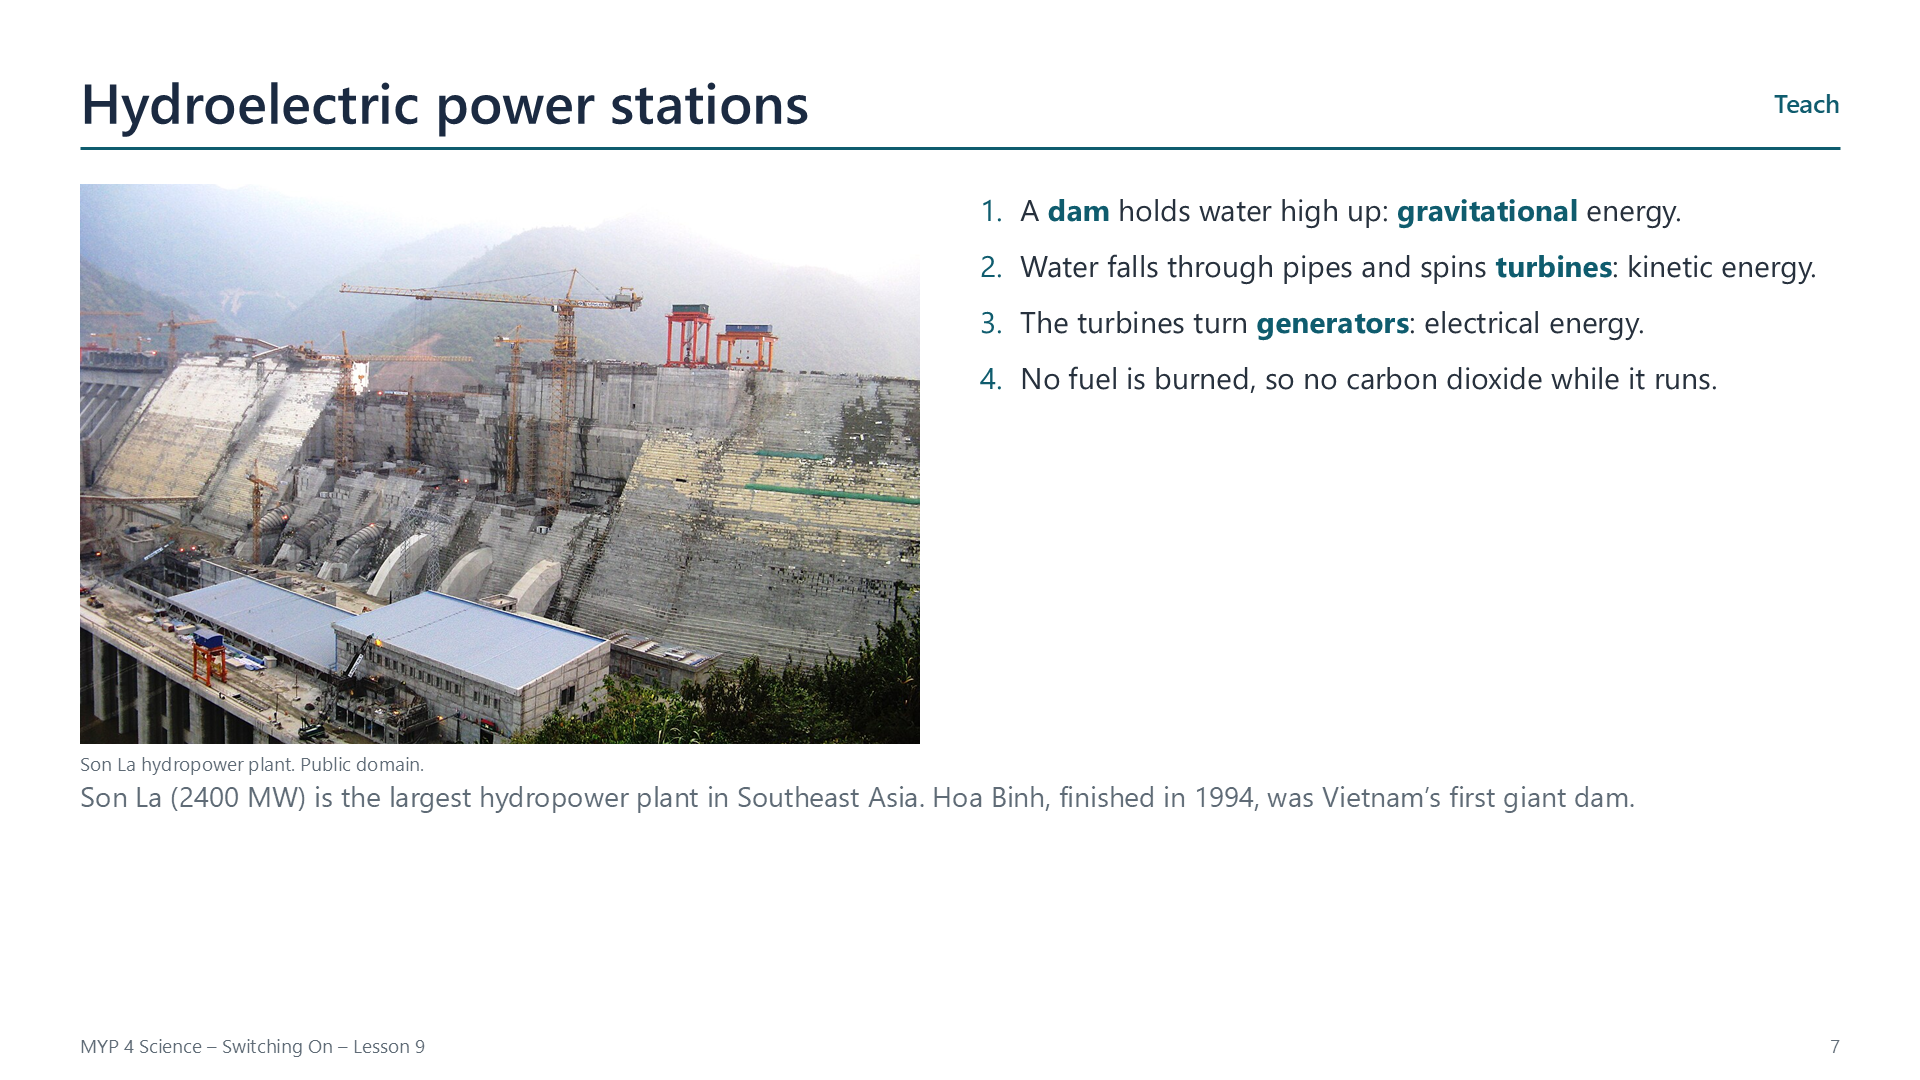 Hydroelectric power stations
Teach
1. A dam holds water high up: gravitational energy.
2. Water falls through pipes and spins turbines: kinetic energy.
3. The turbines turn generators: electrical energy.
4. No fuel is burned, so no carbon dioxide while it runs.
Son La hydropower plant. Public domain.
Son La (2400 MW) is the largest hydropower plant in Southeast Asia. Hoa Binh, finished in 1994, was Vietnam’s first giant dam.
MYP 4 Science – Switching On – Lesson 9
7